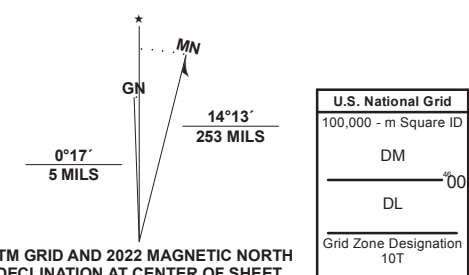 ★
MN
GN
0°17´
5 MILS
14°13´
253 MILS
TM GRID AND 2022 MAGNETIC NORTH
DECLINATION AT CENTER OF SHEET
U.S. National Grid
100,000 - m Square ID
DM
4600
DL
Grid Zone Designation
10T